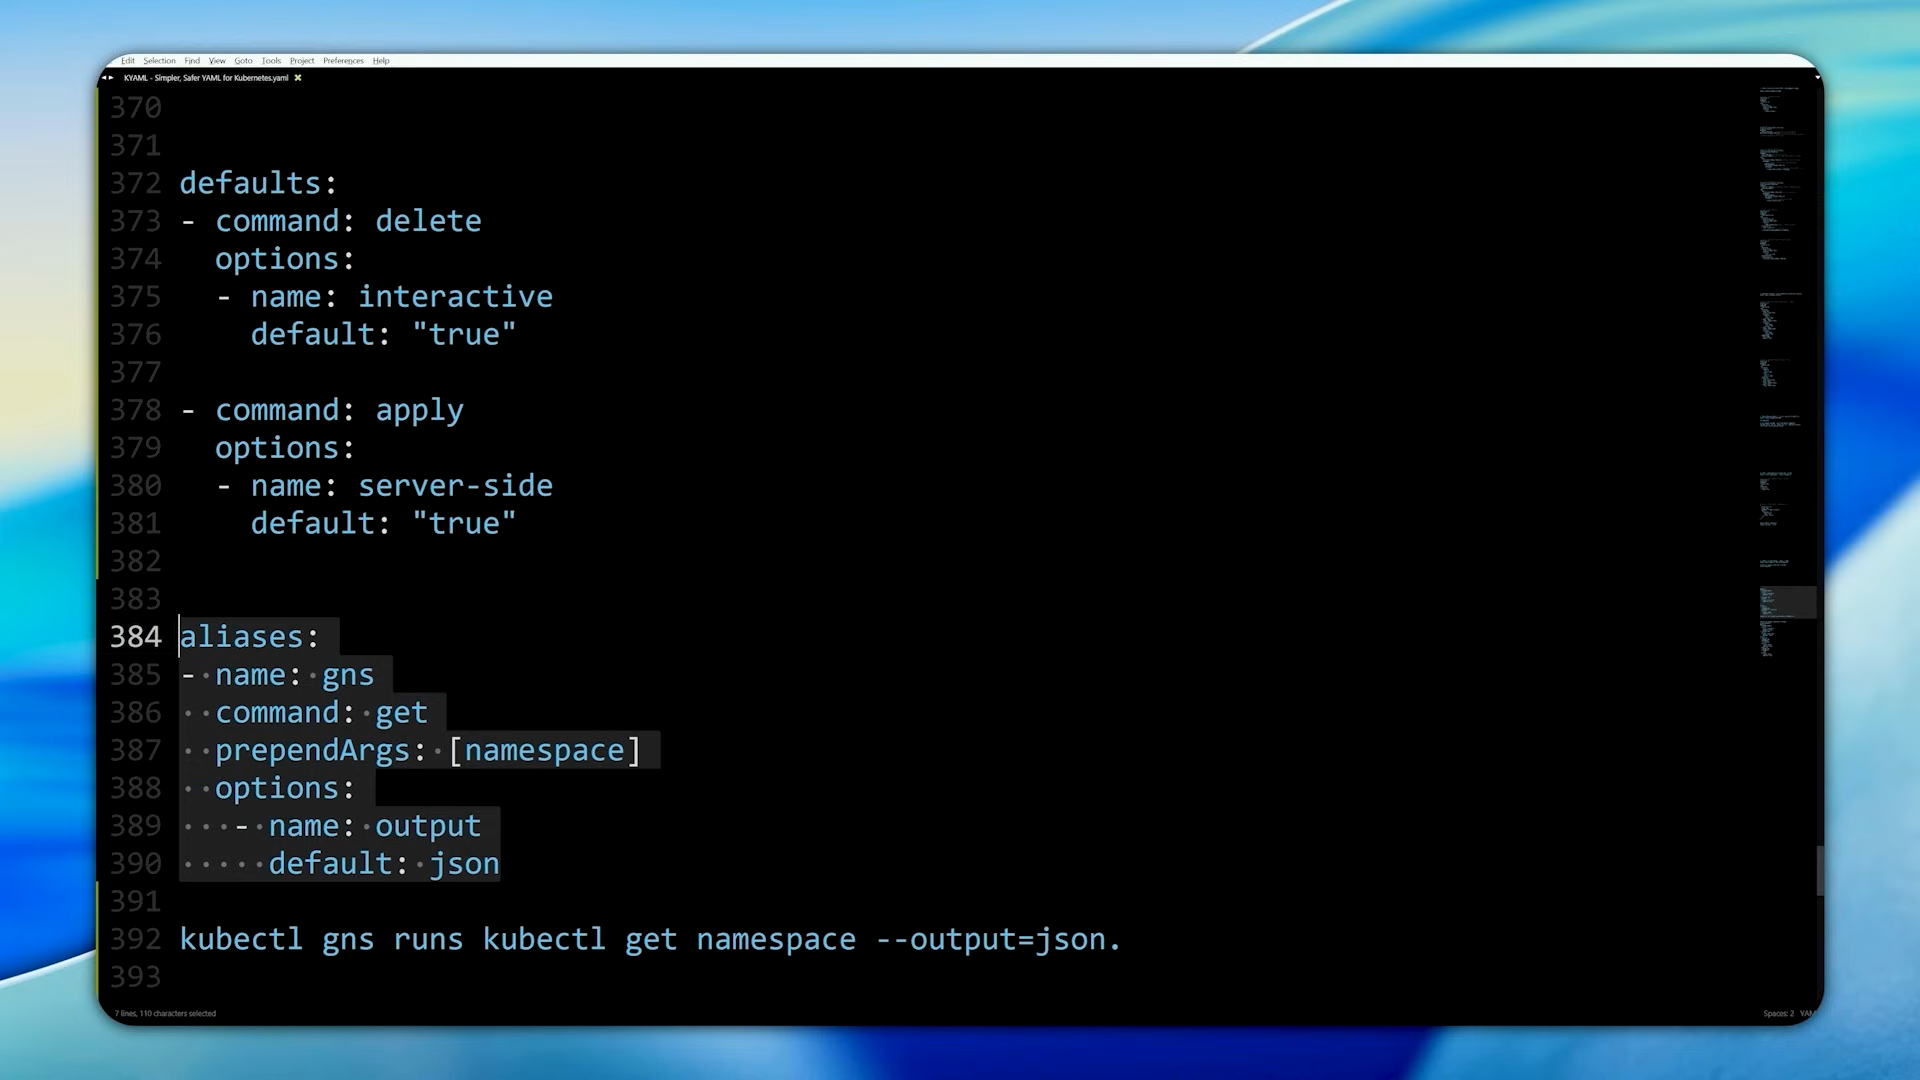 Edit Selection Find View Goto Tools Project Preferences Help
KYAML - Simpler, Safer YAML for Kubernetes.yaml
370
371
372 defaults:
373 - command: delete
374 options:
375 - name: interactive
376 default: "true"
377
378 - command: apply
379 options:
380 - name: server-side
381 default: "true"
382
383
384 aliases:
385 - name: gns
386 command: get
387 prependArgs: [namespace]
388 options:
389 - name: output
390 default: json
391
392 kubectl gns runs kubectl get namespace --output=json.
393
7 lines, 110 characters selected
Spaces: 2 YAM